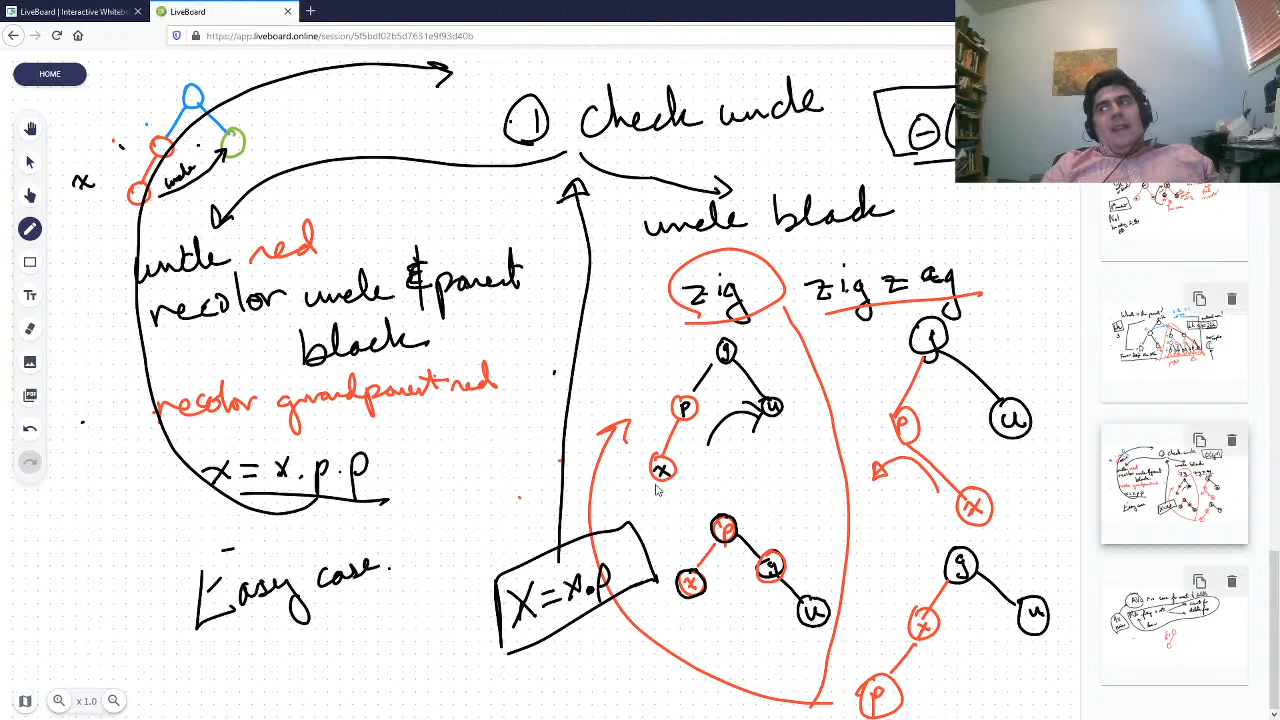 LiveBoard | Interactive Whiteb
LiveBoard
https://app.liveboard.online/session/5f5bdf02b5d7631e9f93d40b
HOME
① check uncle
x
uncle
uncle red
recolor uncle & parent
black
recolor grandparent red
x = x.p.p
Easy case.
X = x.p
uncle black
zig zig zag
g
p u
x
p
x g
u
g
p u
x
g
x u
p
x 1.0